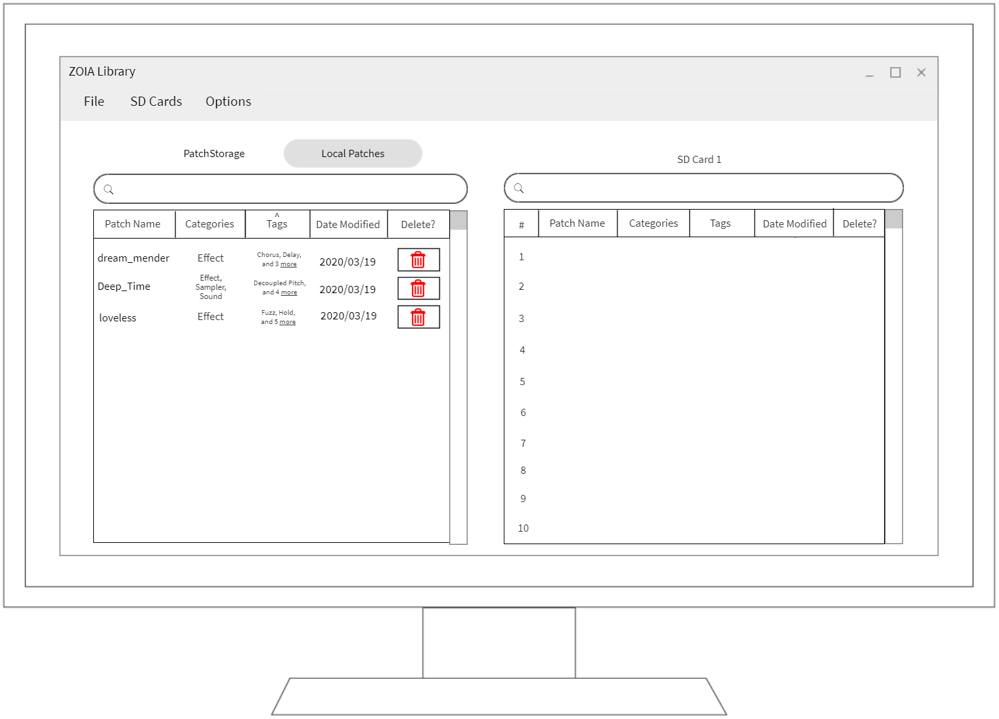 ZOIA Library
File SD Cards Options
PatchStorage Local Patches
SD Card 1
Patch Name Categories ^ Tags Date Modified Delete?
dream_mender Effect Chorus, Delay, 2020/03/19
and 3 more
Deep_Time Effect, Decoupled Pitch, 2020/03/19
Sampler, and 4 more
Sound
loveless Effect Fuzz, Hold, 2020/03/19
and 5 more
# Patch Name Categories Tags Date Modified Delete?
1
2
3
4
5
6
7
8
9
10